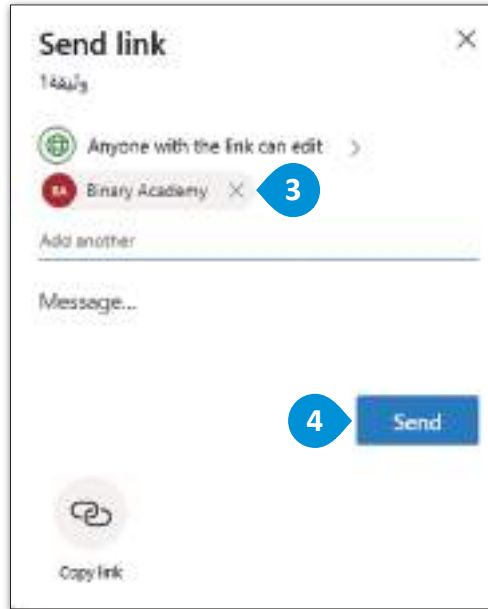 Send link
وثيقة14
Anyone with the link can edit
BA Binary Academy 3
Add another
Message...
4 Send
Copy link